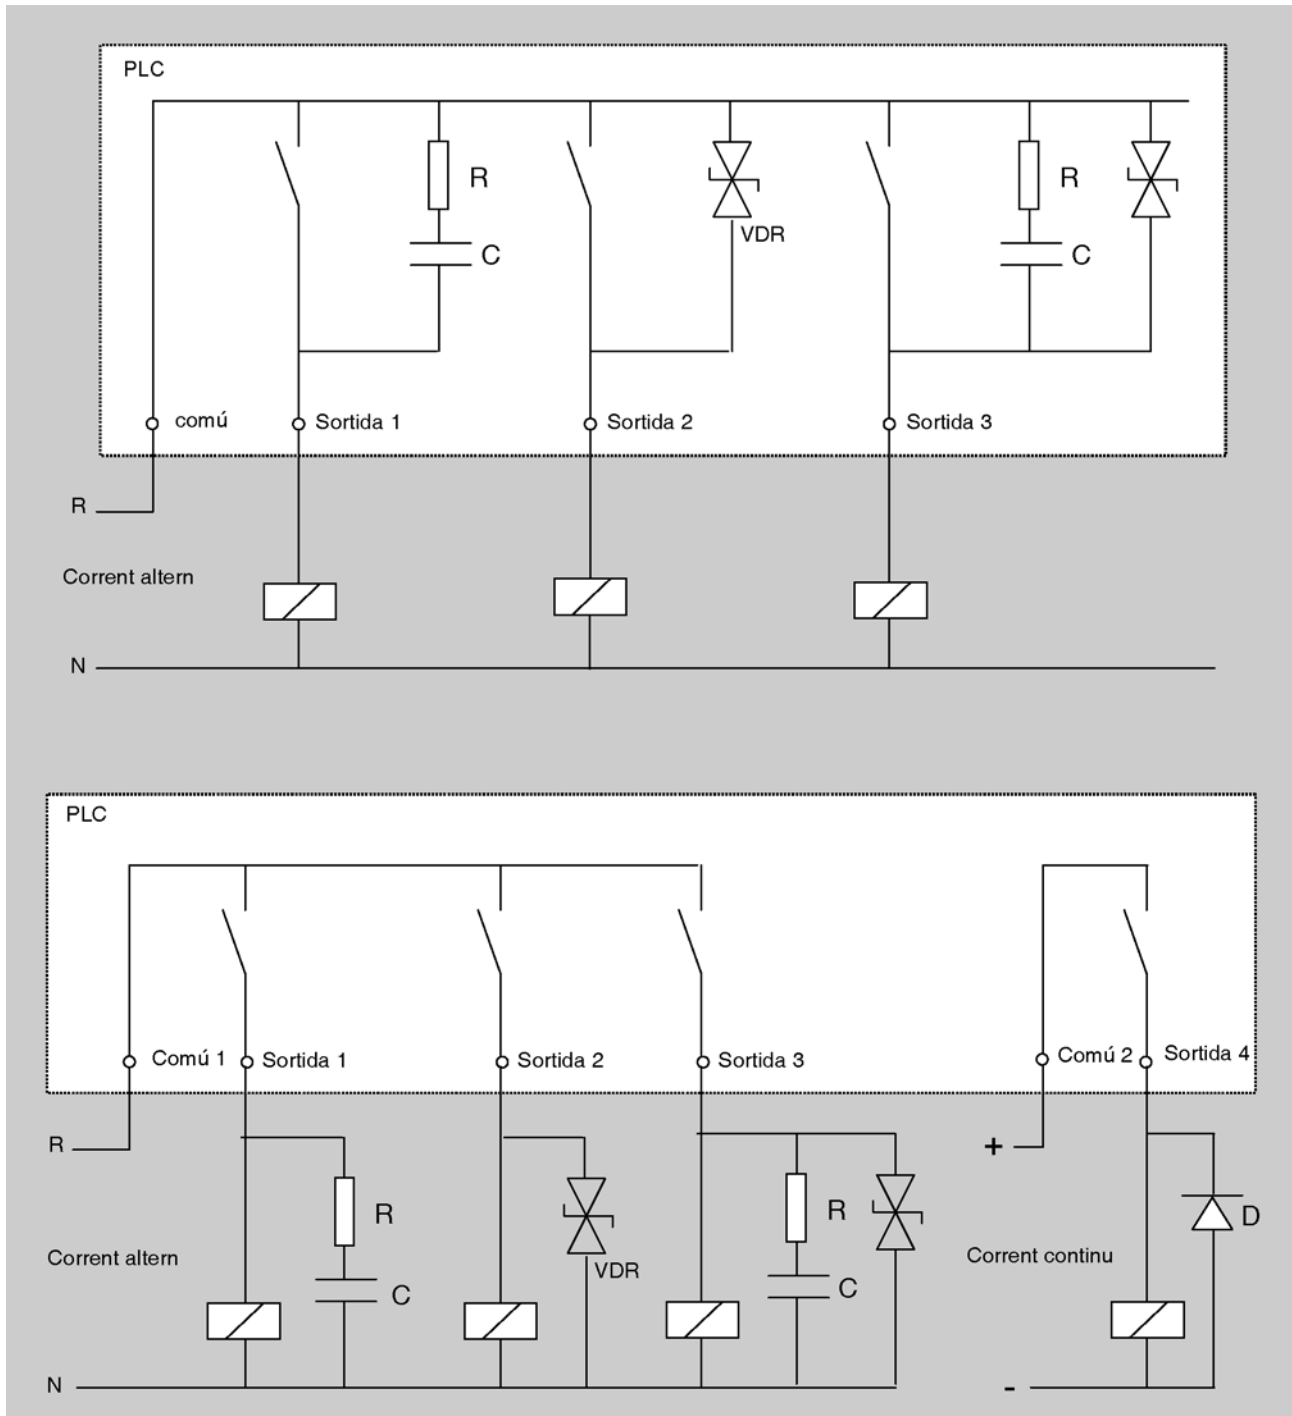 PLC
R
R
VDR
C
C
comú
Sortida 1
Sortida 2
Sortida 3
R
Corrent altern
N
PLC
Comú 1
Sortida 1
Sortida 2
Sortida 3
Comú 2
Sortida 4
R
+
R
R
D
Corrent altern
VDR
Corrent continu
C
C
N
-